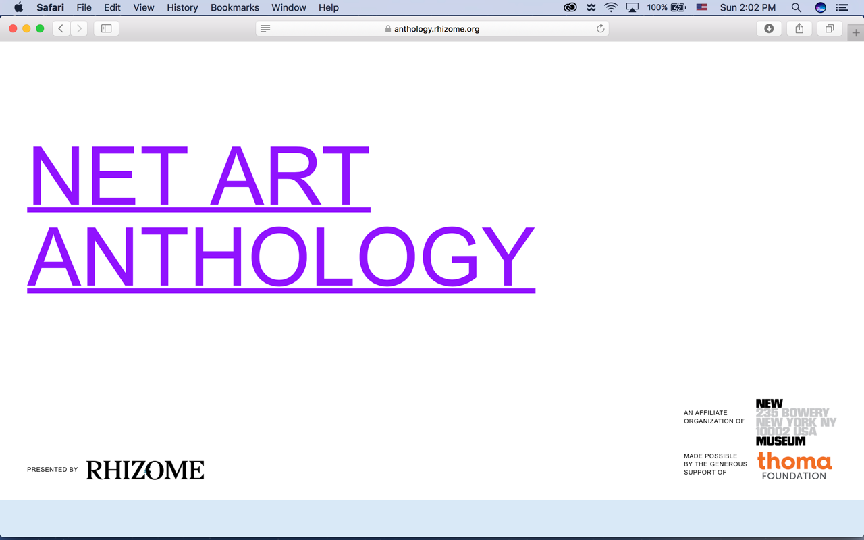 Safari File Edit View History Bookmarks Window Help 100% Sun 2:02 PM
anthology.rhizome.org
NET ART
ANTHOLOGY
AN AFFILIATE
ORGANIZATION OF
NEW
235 BOWERY
NEW YORK NY
10002 USA
MUSEUM
PRESENTED BY RHIZOME
MADE POSSIBLE
BY THE GENEROUS
SUPPORT OF
thoma
FOUNDATION